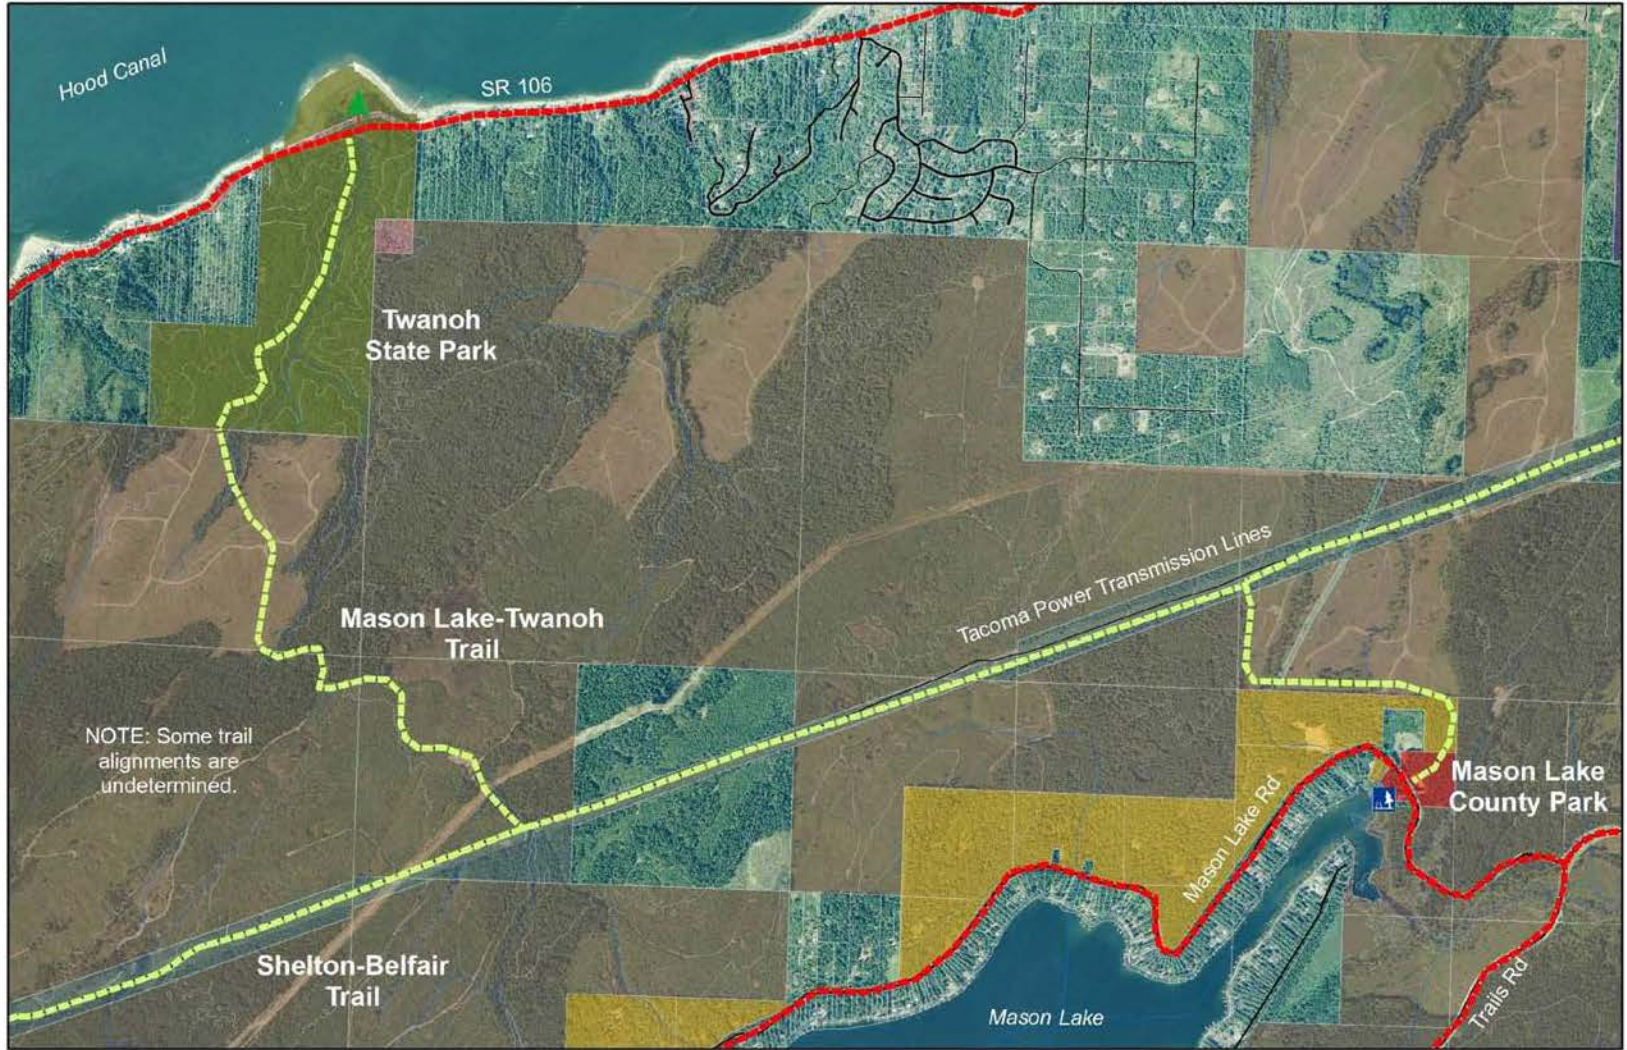 Hood Canal
SR 106
Twanoh
State Park
Tacoma Power Transmission Lines
Mason Lake-Twanoh
Trail
NOTE: Some trail
alignments are
undetermined.
Mason Lake
County Park
Mason Lake Rd
Shelton-Belfair
Trail
Trails Rd
Mason Lake